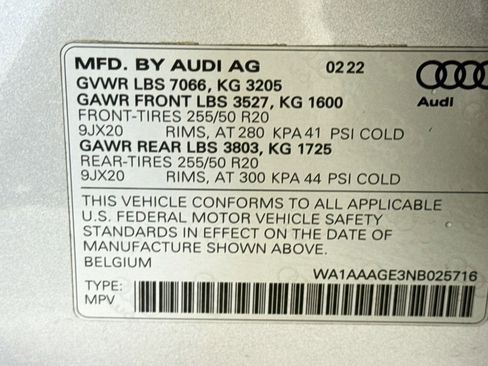 MFD. BY AUDI AG 02 22
GVWR LBS 7066, KG 3205
GAWR FRONT LBS 3527, KG 1600
FRONT-TIRES 255/50 R20
9JX20 RIMS, AT 280 KPA 41 PSI COLD
GAWR REAR LBS 3803, KG 1725
REAR-TIRES 255/50 R20
9JX20 RIMS, AT 300 KPA 44 PSI COLD
Audi
THIS VEHICLE CONFORMS TO ALL APPLICABLE
U.S. FEDERAL MOTOR VEHICLE SAFETY
STANDARDS IN EFFECT ON THE DATE OF
MANUFACTURE SHOWN ABOVE.
BELGIUM WA1AAAGE3NB025716
TYPE:
MPV